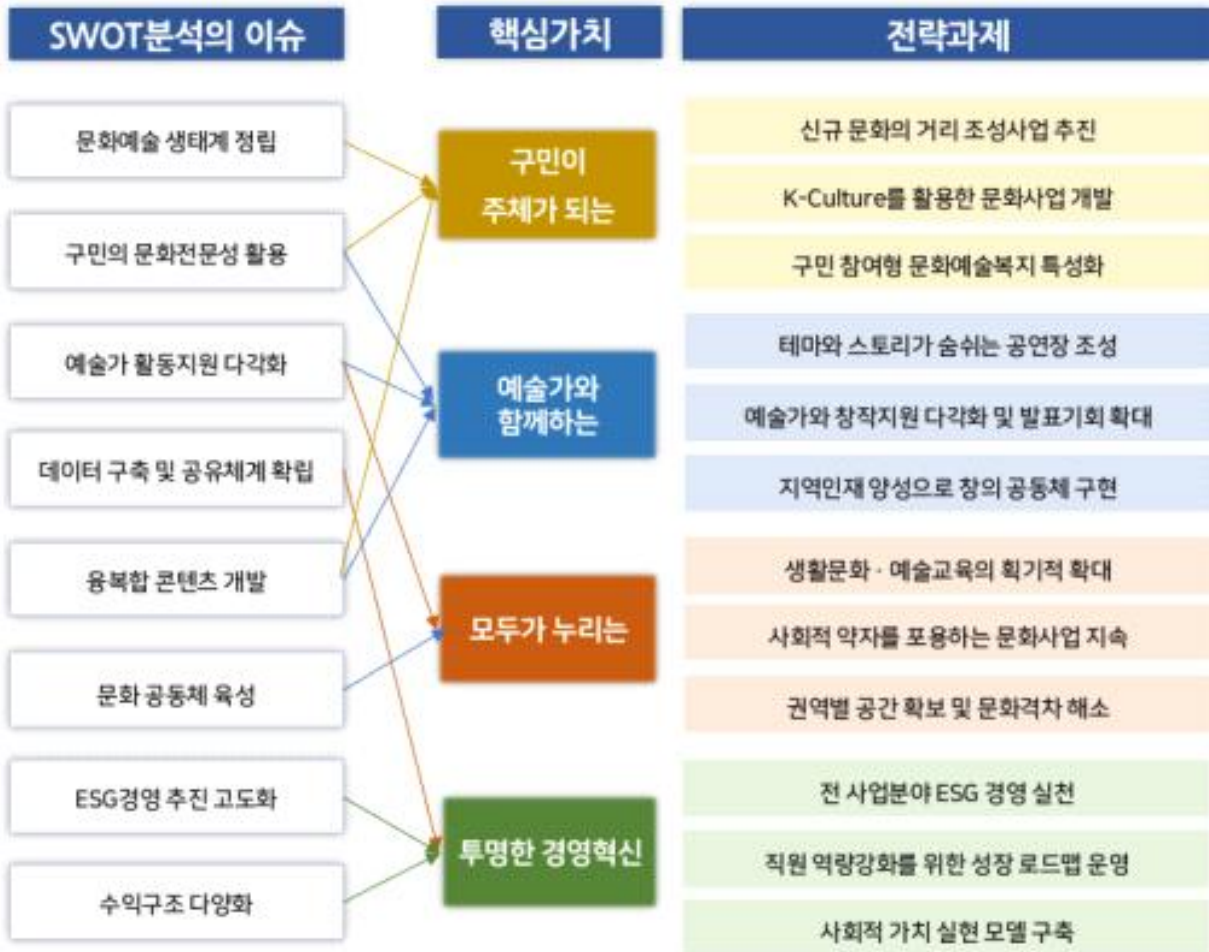 SWOT분석의 이슈
핵심가치
전략과제
문화예술 생태계 정립
구민의 문화전문성 활용
예술가 활동지원 다각화
데이터 구축 및 공유체계 확립
융복합 콘텐츠 개발
문화 공동체 육성
ESG경영 추진 고도화
수익구조 다양화
구민이
주체가 되는
예술가와
함께하는
모두가 누리는
투명한 경영혁신
신규 문화의 거리 조성사업 추진
K-Culture를 활용한 문화사업 개발
구민 참여형 문화예술복지 특성화
테마와 스토리가 숨쉬는 공연장 조성
예술가와 창작지원 다각화 및 발표기회 확대
지역인재 양성으로 창의 공동체 구현
생활문화 · 예술교육의 획기적 확대
사회적 약자를 포용하는 문화사업 지속
권역별 공간 확보 및 문화격차 해소
전 사업분야 ESG 경영 실천
직원 역량강화를 위한 성장 로드맵 운영
사회적 가치 실현 모델 구축